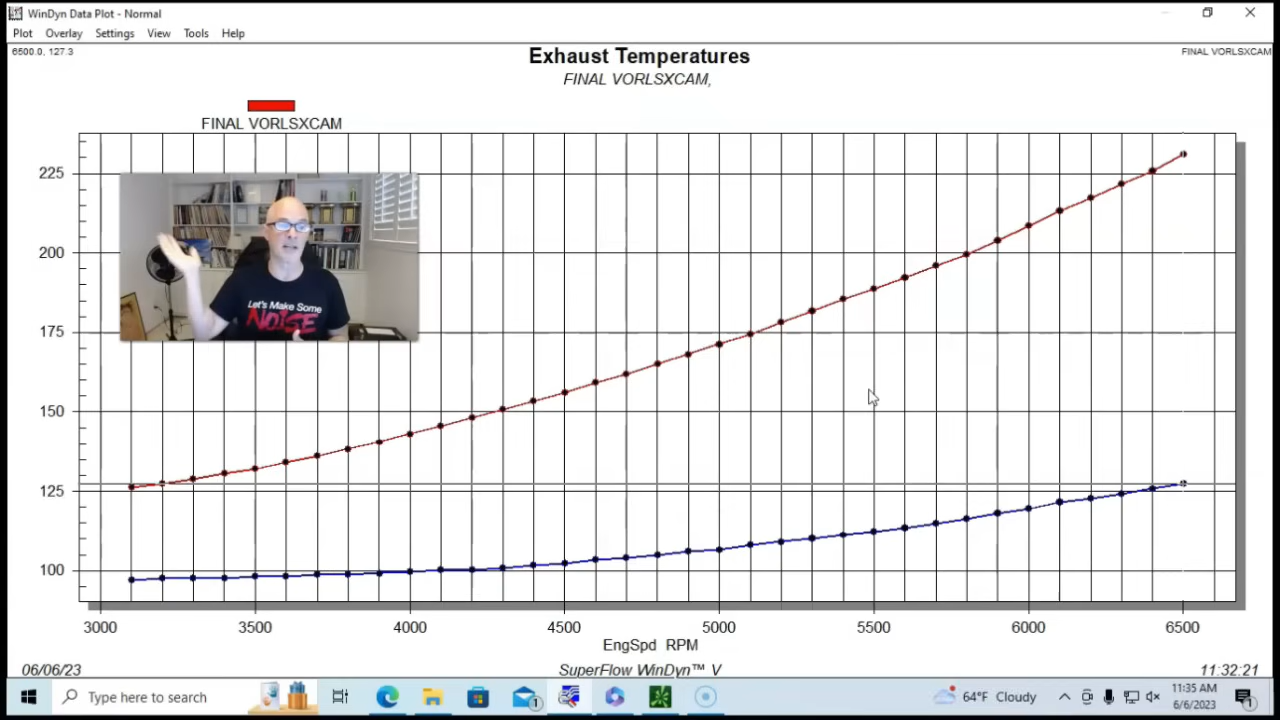 WinDyn Data Plot - Normal
Plot Overlay Settings View Tools Help
6500.0, 127.3
Exhaust Temperatures
FINAL VORLSXCAM
FINAL VORLSXCAM,
FINAL VORLSXCAM
225
200
175
150
125
100
Let's Make Some
NOISE
3000 3500 4000 4500 5000 5500 6000 6500
EngSpd RPM
06/06/23 SuperFlow WinDyn™ V 11:32:21
Type here to search
1
64°F Cloudy
11:35 AM
6/6/2023
1